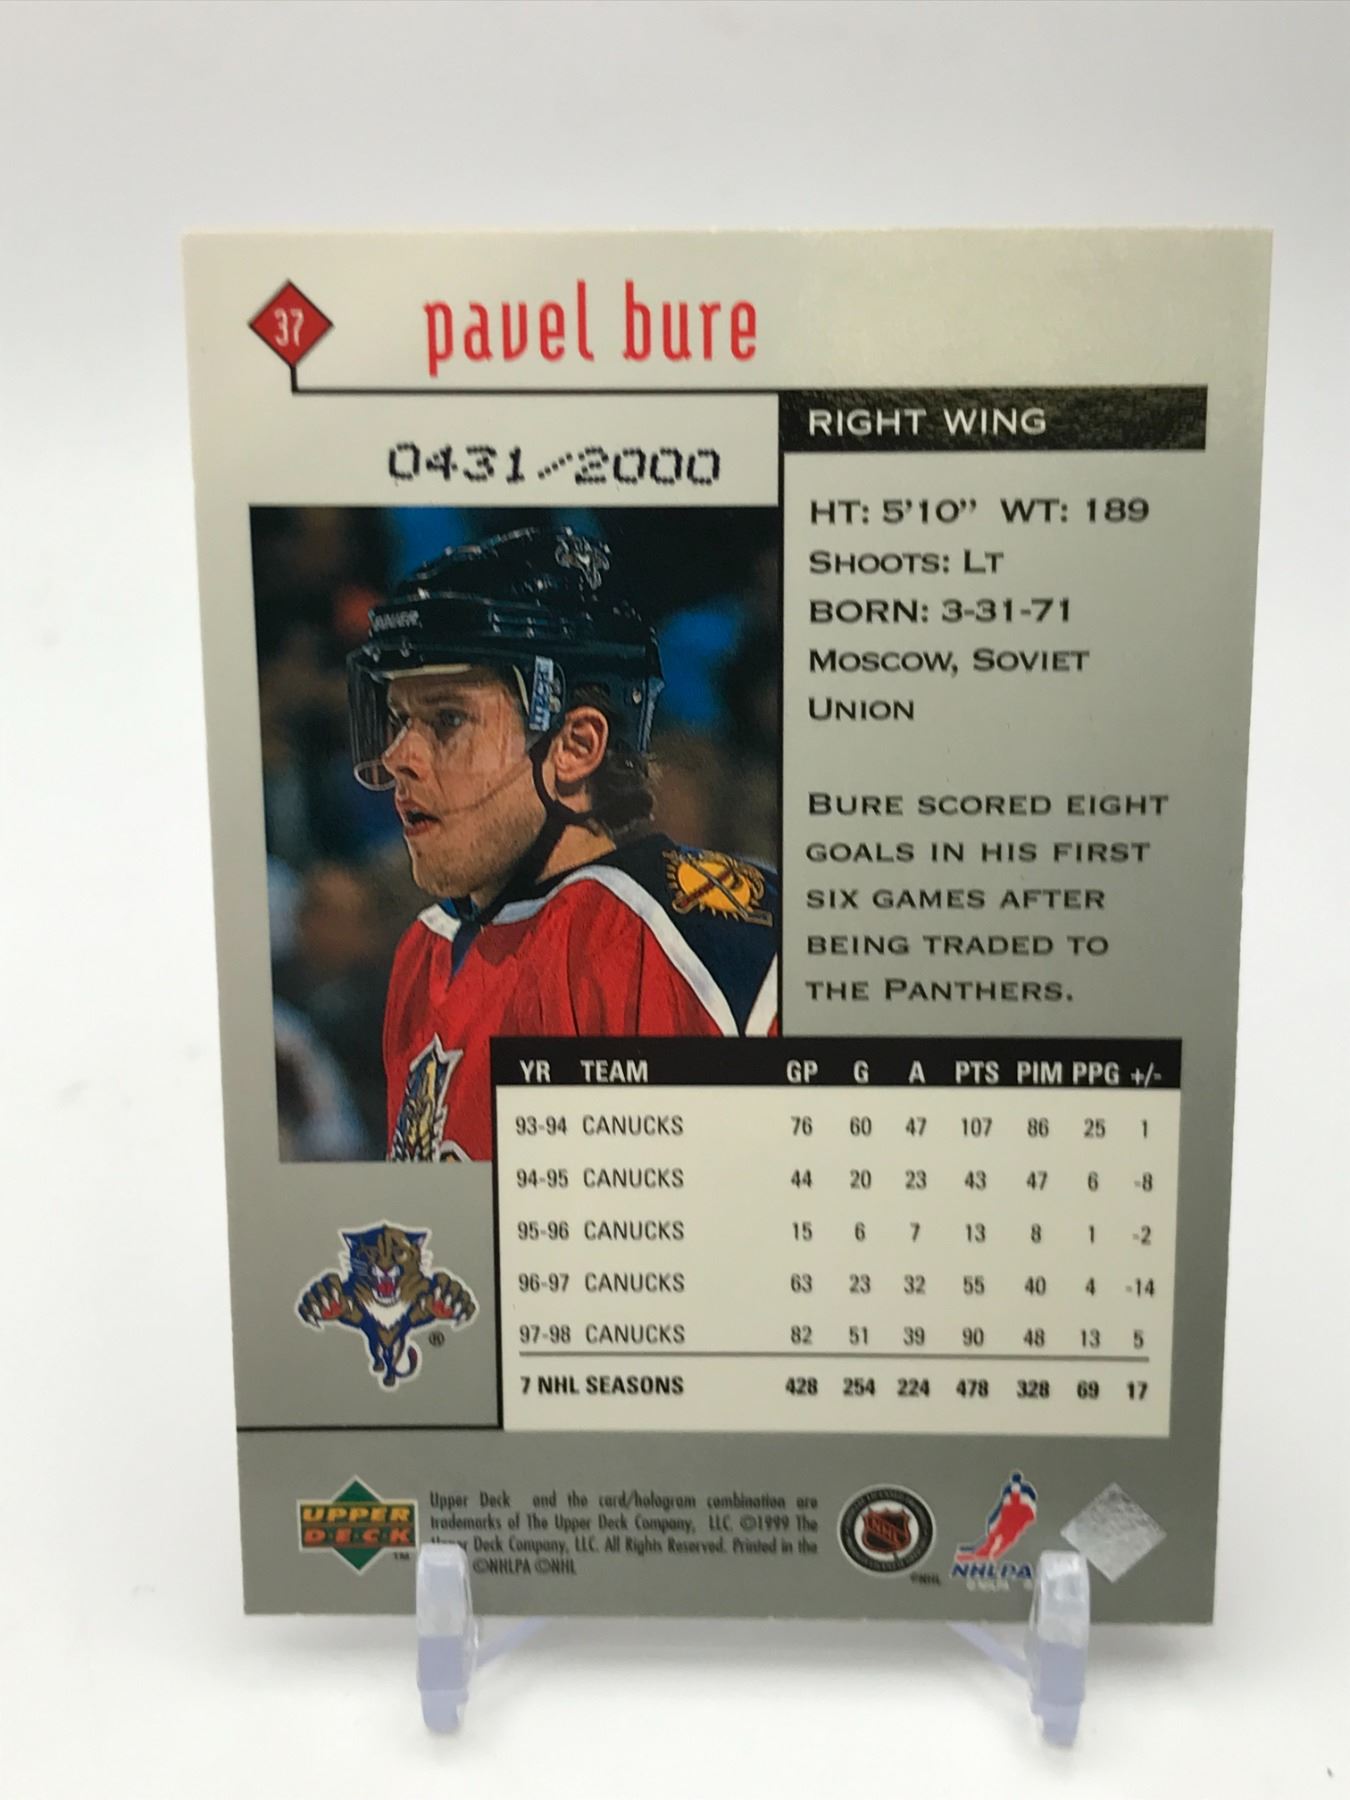 37
pavel bure
RIGHT WING
0431/2000
HT: 5'10" WT: 189
SHOOTS: LT
BORN: 3-31-71
MOSCOW, SOVIET
UNION
BURE SCORED EIGHT
GOALS IN HIS FIRST
SIX GAMES AFTER
BEING TRADED TO
THE PANTHERS.
YR TEAM GP G A PTS PIM PPG +/-
93-94 CANUCKS 76 60 47 107 86 25 1
94-95 CANUCKS 44 20 23 43 47 6 -8
95-96 CANUCKS 15 6 7 13 8 1 -2
96-97 CANUCKS 63 23 32 55 40 4 -14
97-98 CANUCKS 82 51 39 90 48 13 5
7 NHL SEASONS 428 254 224 478 328 69 17
®
UPPER
DECK
TM
Upper Deck and the card/hologram combination are
trademarks of The Upper Deck Company, LLC. ©1999 The
Deck Company, LLC. All Rights Reserved. Printed in the
©NHLPA ©NHL
NHL
©NHL
NHLPA